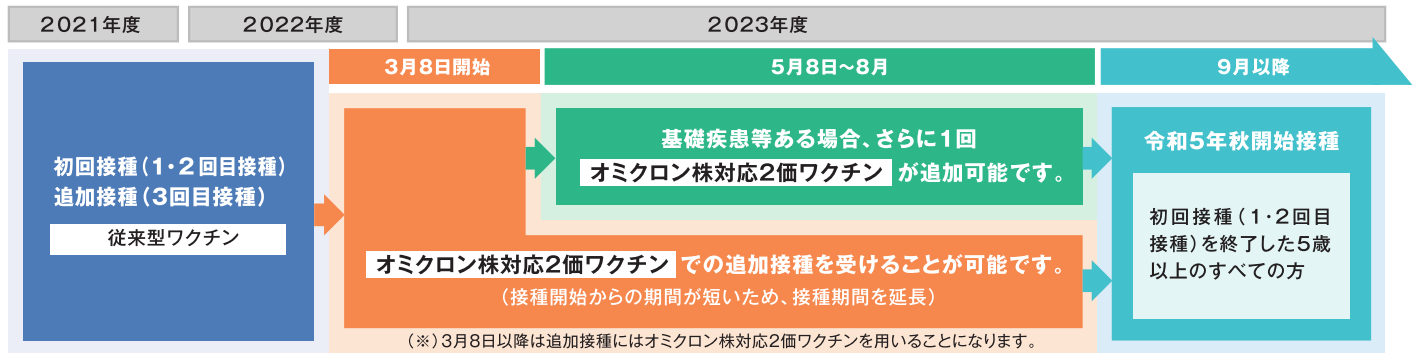 2021年度
2022年度
2023年度
3月8日開始
5月8日~8月
9月以降
初回接種(1・2回目接種)
追加接種(3回目接種)
従来型ワクチン
基礎疾患等ある場合、さらに1回
オミクロン株対応2価ワクチン が追加可能です。
オミクロン株対応2価ワクチン での追加接種を受けることが可能です。
(接種開始からの期間が短いため、接種期間を延長)
(※)3月8日以降は追加接種にはオミクロン株対応2価ワクチンを用いることになります。
令和5年秋開始接種
初回接種(1・2回目
接種)を終了した5歳
以上のすべての方